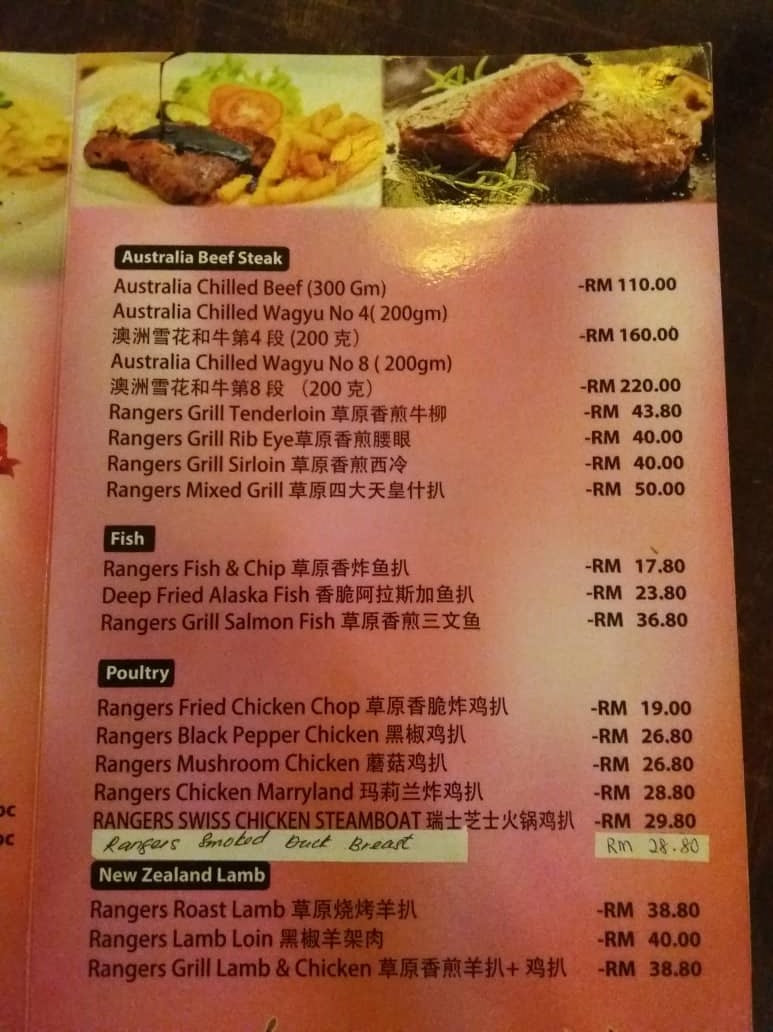 Australia Beef Steak
Australia Chilled Beef (300 Gm) -RM 110.00
Australia Chilled Wagyu No 4( 200gm)
澳洲雪花和牛第4 段 (200 克) -RM 160.00
Australia Chilled Wagyu No 8 ( 200gm)
澳洲雪花和牛第8 段 (200 克) -RM 220.00
Rangers Grill Tenderloin 草原香煎牛柳 -RM 43.80
Rangers Grill Rib Eye草原香煎腰眼 -RM 40.00
Rangers Grill Sirloin 草原香煎西冷 -RM 40.00
Rangers Mixed Grill 草原四大天皇什扒 -RM 50.00
Fish
Rangers Fish & Chip 草原香炸鱼扒 -RM 17.80
Deep Fried Alaska Fish 香脆阿拉斯加鱼扒 -RM 23.80
Rangers Grill Salmon Fish 草原香煎三文鱼 -RM 36.80
Poultry
Rangers Fried Chicken Chop 草原香脆炸鸡扒 -RM 19.00
Rangers Black Pepper Chicken 黑椒鸡扒 -RM 26.80
Rangers Mushroom Chicken 蘑菇鸡扒 -RM 26.80
Rangers Chicken Marryland 玛莉兰炸鸡扒 -RM 28.80
RANGERS SWISS CHICKEN STEAMBOAT 瑞士芝士火锅鸡扒 -RM 29.80
Rangers Smoked Duck Breast RM 28.80
New Zealand Lamb
Rangers Roast Lamb 草原烧烤羊扒 -RM 38.80
Rangers Lamb Loin 黑椒羊架肉 -RM 40.00
Rangers Grill Lamb & Chicken 草原香煎羊扒+ 鸡扒 -RM 38.80